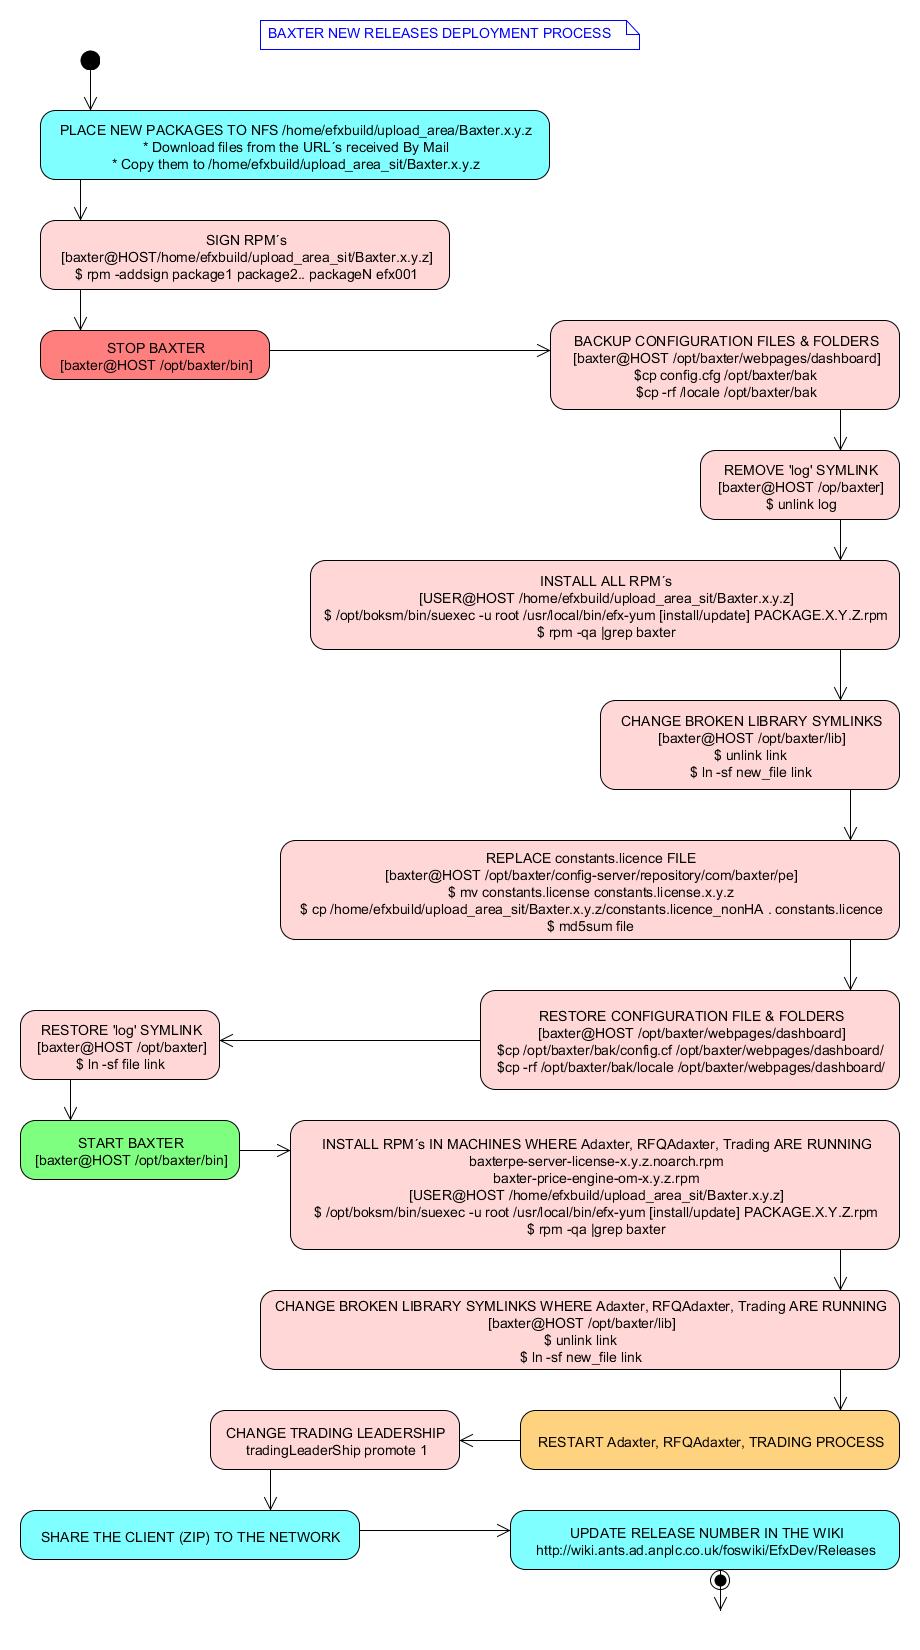 BAXTER NEW RELEASES DEPLOYMENT PROCESS
PLACE NEW PACKAGES TO NFS /home/efxbuild/upload_area/Baxter.x.y.z
* Download files from the URL´s received By Mail
* Copy them to /home/efxbuild/upload_area_sit/Baxter.x.y.z
SIGN RPM´s
[baxter@HOST/home/efxbuild/upload_area_sit/Baxter.x.y.z]
$ rpm -addsign package1 package2.. packageN efx001
STOP BAXTER
[baxter@HOST /opt/baxter/bin]
BACKUP CONFIGURATION FILES & FOLDERS
[baxter@HOST /opt/baxter/webpages/dashboard]
$cp config.cfg /opt/baxter/bak
$cp -rf /locale /opt/baxter/bak
REMOVE 'log' SYMLINK
[baxter@HOST /op/baxter]
$ unlink log
INSTALL ALL RPM´s
[USER@HOST /home/efxbuild/upload_area_sit/Baxter.x.y.z]
$ /opt/boksm/bin/suexec -u root /usr/local/bin/efx-yum [install/update] PACKAGE.X.Y.Z.rpm
$ rpm -qa |grep baxter
CHANGE BROKEN LIBRARY SYMLINKS
[baxter@HOST /opt/baxter/lib]
$ unlink link
$ ln -sf new_file link
REPLACE constants.licence FILE
[baxter@HOST /opt/baxter/config-server/repository/com/baxter/pe]
$ mv constants.license constants.license.x.y.z
$ cp /home/efxbuild/upload_area_sit/Baxter.x.y.z/constants.licence_nonHA . constants.licence
$ md5sum file
RESTORE CONFIGURATION FILE & FOLDERS
[baxter@HOST /opt/baxter/webpages/dashboard]
$cp /opt/baxter/bak/config.cf /opt/baxter/webpages/dashboard/
$cp -rf /opt/baxter/bak/locale /opt/baxter/webpages/dashboard/
RESTORE 'log' SYMLINK
[baxter@HOST /opt/baxter]
$ ln -sf file link
START BAXTER
[baxter@HOST /opt/baxter/bin]
INSTALL RPM´s IN MACHINES WHERE Adaxter, RFQAdaxter, Trading ARE RUNNING
baxterpe-server-license-x.y.z.noarch.rpm
baxter-price-engine-om-x.y.z.rpm
[USER@HOST /home/efxbuild/upload_area_sit/Baxter.x.y.z]
$ /opt/boksm/bin/suexec -u root /usr/local/bin/efx-yum [install/update] PACKAGE.X.Y.Z.rpm
$ rpm -qa |grep baxter
CHANGE BROKEN LIBRARY SYMLINKS WHERE Adaxter, RFQAdaxter, Trading ARE RUNNING
[baxter@HOST /opt/baxter/lib]
$ unlink link
$ ln -sf new_file link
RESTART Adaxter, RFQAdaxter, TRADING PROCESS
CHANGE TRADING LEADERSHIP
tradingLeaderShip promote 1
SHARE THE CLIENT (ZIP) TO THE NETWORK
UPDATE RELEASE NUMBER IN THE WIKI
http://wiki.ants.ad.anplc.co.uk/foswiki/EfxDev/Releases